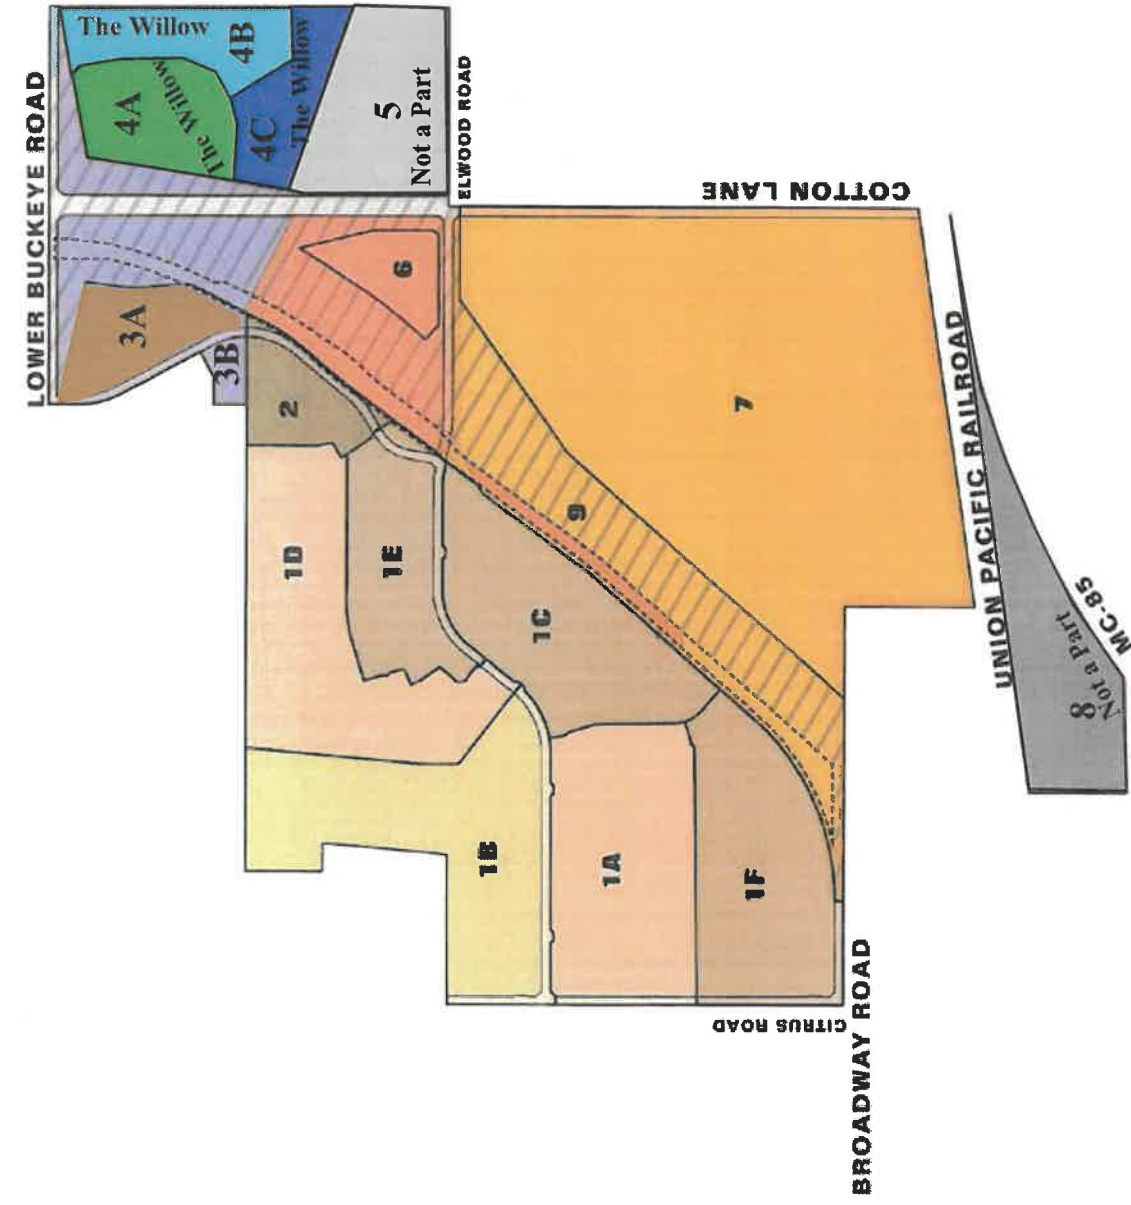 LOWER BUCKEYE ROAD
The Willow
4B
4A
The Willow
4C
The Willow
5
Not a Part
ELWOOD ROAD
COTTON LANE
3A
3B
2
6
7
9
1D
1E
1C
1B
1A
1F
UNION PACIFIC RAILROAD
MC-85
8
Not a Part
CITRUS ROAD
BROADWAY ROAD